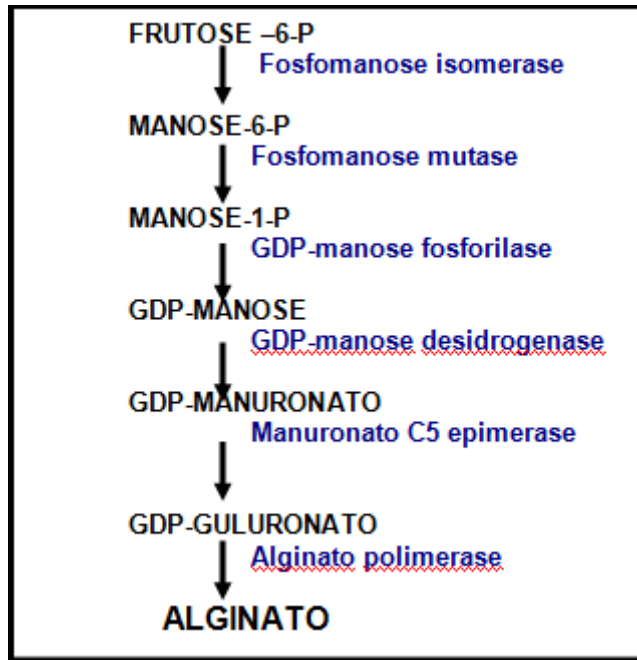 FRUTOSE –6-P
Fosfomanose isomerase
MANOSE-6-P
Fosfomanose mutase
MANOSE-1-P
GDP-manose fosforilase
GDP-MANOSE
GDP-manose desidrogenase
GDP-MANURONATO
Manuronato C5 epimerase
GDP-GULURONATO
Alginato polimerase
ALGINATO